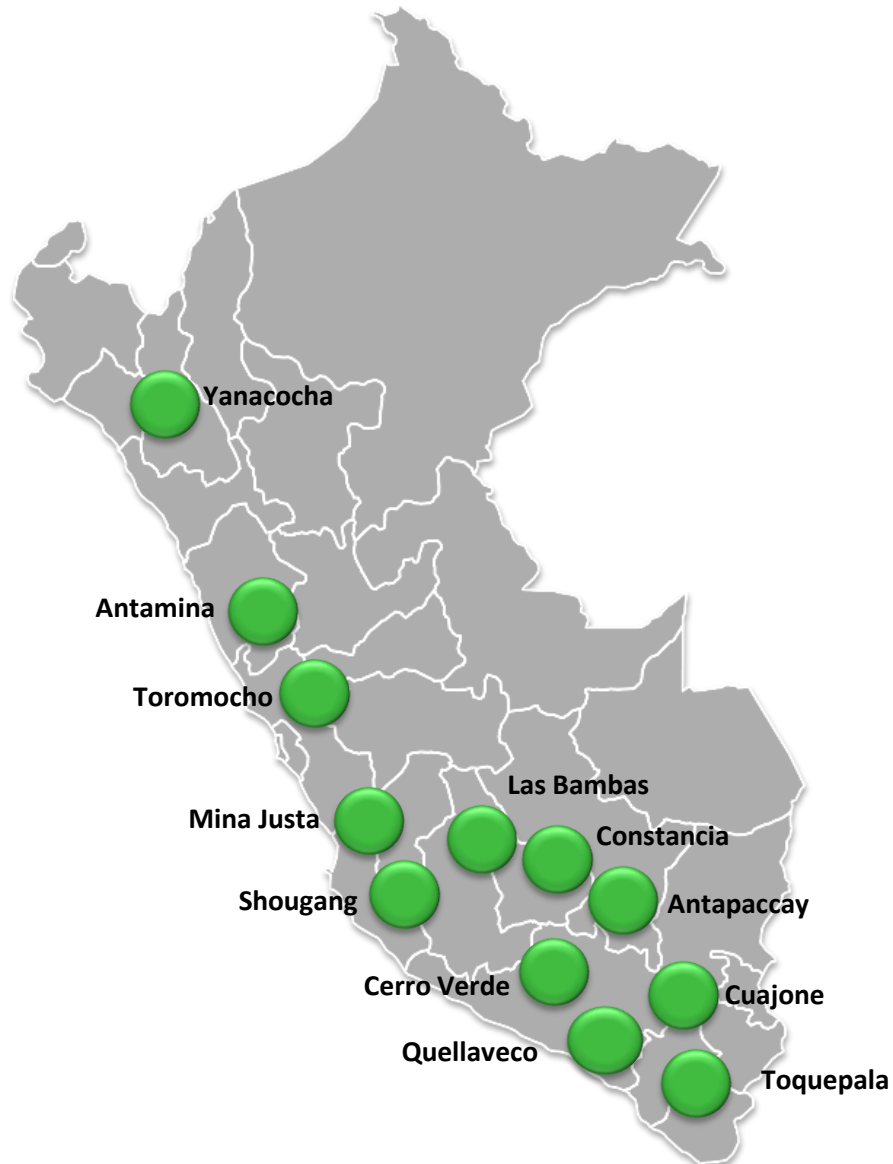 Yanacocha
Antamina
Toromocho
Las Bambas
Mina Justa
Constancia
Shougang
Antapaccay
Cerro Verde
Cuajone
Quellaveco
Toquepala